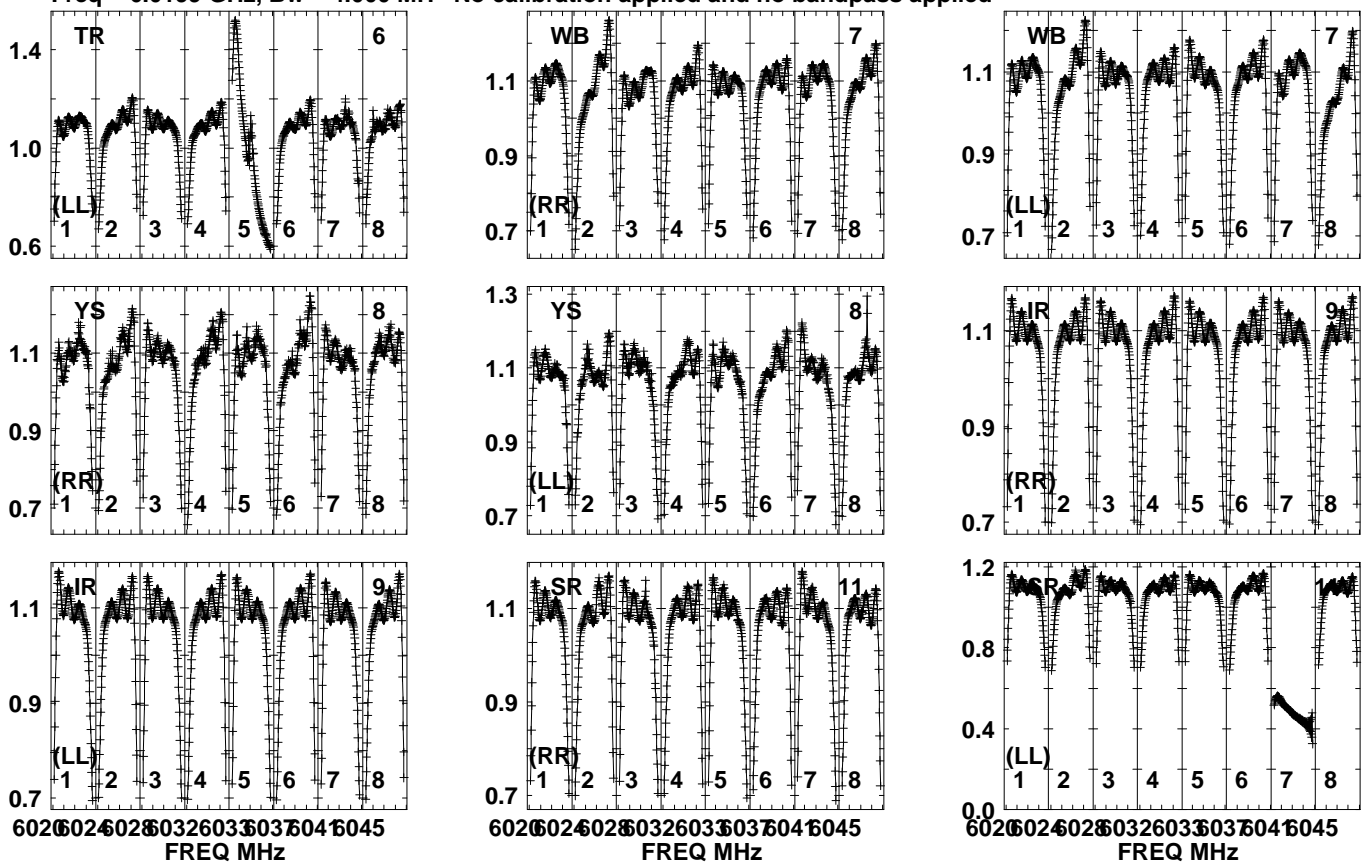 No calibration applied and no bandpass applied
TR 6
1.4
1.0
0.6
(LL)
1 2 3 4 5 6 7 8
WB 7
1.1
0.9
0.7
(RR)
1 2 3 4 5 6 7 8
WB 7
1.1
0.9
0.7
(LL)
1 2 3 4 5 6 7 8
YS 8
1.1
0.9
0.7
(RR)
1 2 3 4 5 6 7 8
YS 8
1.3
1.1
0.9
0.7
(LL)
1 2 3 4 5 6 7 8
IR 9
1.1
0.9
0.7
(RR)
1 2 3 4 5 6 7 8
IR 9
1.1
0.9
0.7
(LL)
1 2 3 4 5 6 7 8
6020 6024 6028 6032 6033 6037 6041 6045
FREQ MHz
SR 11
1.1
0.9
0.7
(RR)
1 2 3 4 5 6 7 8
6020 6024 6028 6032 6033 6037 6041 6045
FREQ MHz
SR
1.2
0.8
0.4
0.0
(LL)
1 2 3 4 5 6 7 8
6020 6024 6028 6032 6033 6037 6041 6045
FREQ MHz